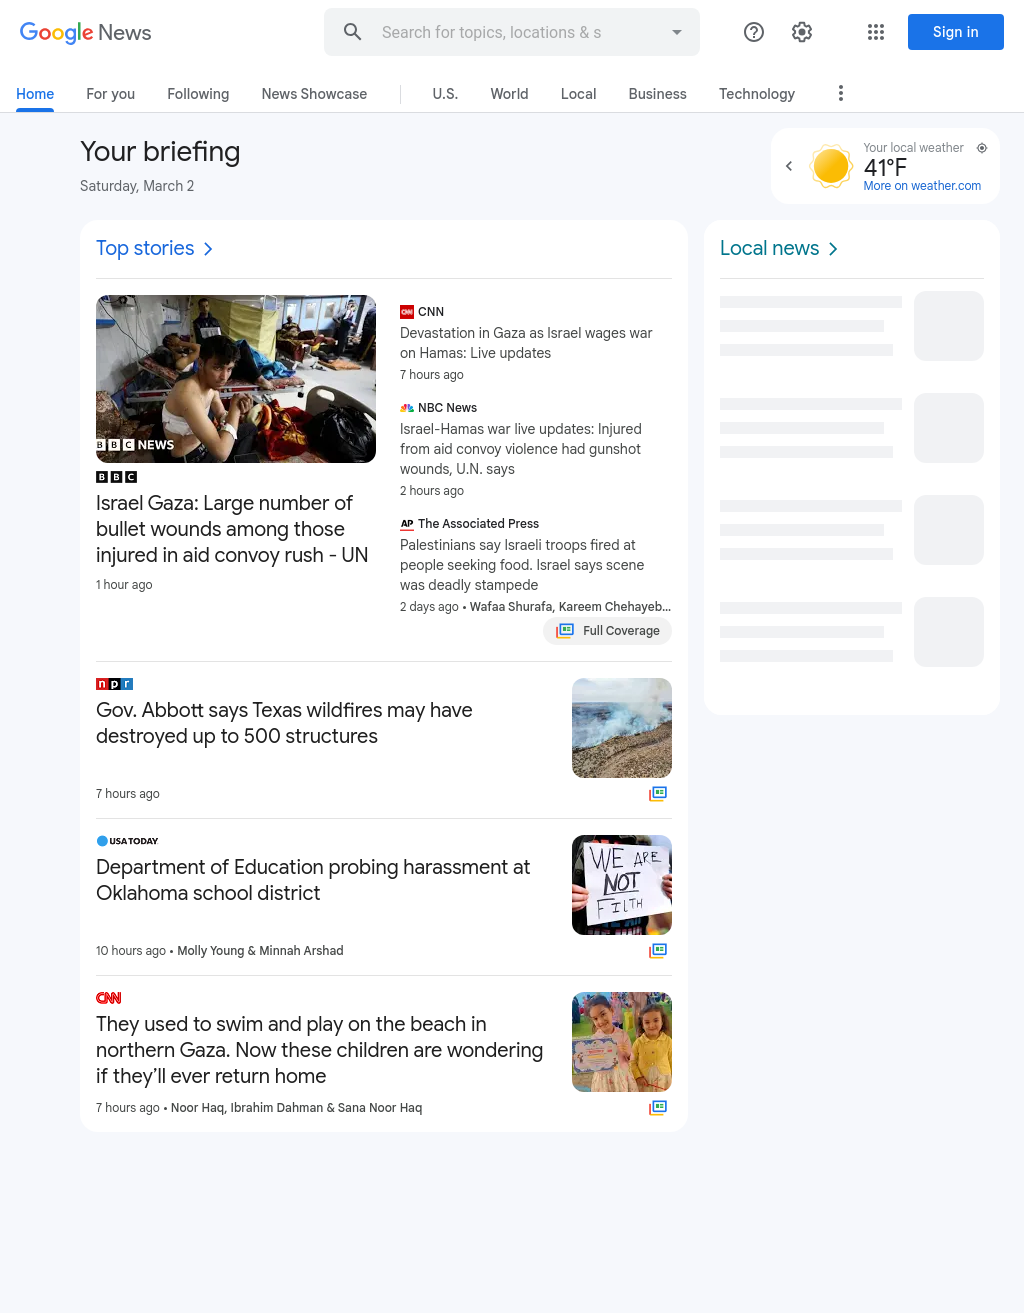 Google News
Search for topics, locations & s
Sign in
Home
For you
Following
News Showcase
U.S.
World
Local
Business
Technology
Your briefing
Saturday, March 2
Your local weather
41°F
More on weather.com
Top stories
BBC NEWS
BBC
Israel Gaza: Large number of
bullet wounds among those
injured in aid convoy rush - UN
1 hour ago
CNN
CNN
Devastation in Gaza as Israel wages war
on Hamas: Live updates
7 hours ago
NBC News
Israel-Hamas war live updates: Injured
from aid convoy violence had gunshot
wounds, U.N. says
2 hours ago
AP
The Associated Press
Palestinians say Israeli troops fired at
people seeking food. Israel says scene
was deadly stampede
2 days ago • Wafaa Shurafa, Kareem Chehayeb...
Full Coverage
npr
Gov. Abbott says Texas wildfires may have
destroyed up to 500 structures
7 hours ago
USA TODAY
Department of Education probing harassment at
Oklahoma school district
WE ARE
NOT
FILTH
10 hours ago • Molly Young & Minnah Arshad
CNN
They used to swim and play on the beach in
northern Gaza. Now these children are wondering
if they’ll ever return home
7 hours ago • Noor Haq, Ibrahim Dahman & Sana Noor Haq
Local news